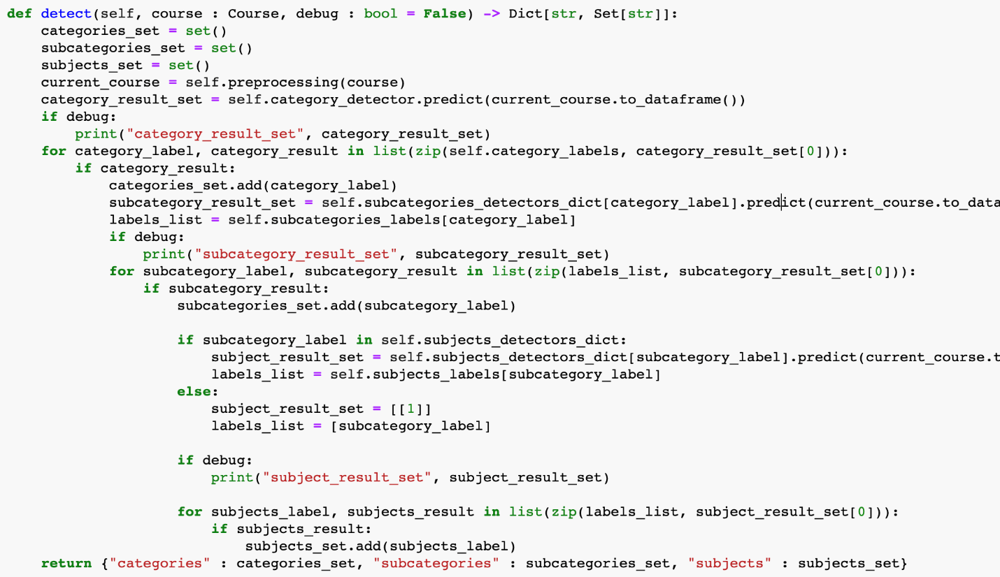 def detect(self, course : Course, debug : bool = False) -> Dict[str, Set[str]]:
    categories_set = set()
    subcategories_set = set()
    subjects_set = set()
    current_course = self.preprocessing(course)
    category_result_set = self.category_detector.predict(current_course.to_dataframe())
    if debug:
        print("category_result_set", category_result_set)
    for category_label, category_result in list(zip(self.category_labels, category_result_set[0])):
        if category_result:
            categories_set.add(category_label)
            subcategory_result_set = self.subcategories_detectors_dict[category_label].predict(current_course.to_data
            labels_list = self.subcategories_labels[category_label]
            if debug:
                print("subcategory_result_set", subcategory_result_set)
            for subcategory_label, subcategory_result in list(zip(labels_list, subcategory_result_set[0])):
                if subcategory_result:
                    subcategories_set.add(subcategory_label)

                    if subcategory_label in self.subjects_detectors_dict:
                        subject_result_set = self.subjects_detectors_dict[subcategory_label].predict(current_course.t
                        labels_list = self.subjects_labels[subcategory_label]
                    else:
                        subject_result_set = [[1]]
                        labels_list = [subcategory_label]

                    if debug:
                        print("subject_result_set", subject_result_set)

                    for subjects_label, subjects_result in list(zip(labels_list, subject_result_set[0])):
                        if subjects_result:
                            subjects_set.add(subjects_label)
    return {"categories" : categories_set, "subcategories" : subcategories_set, "subjects" : subjects_set}